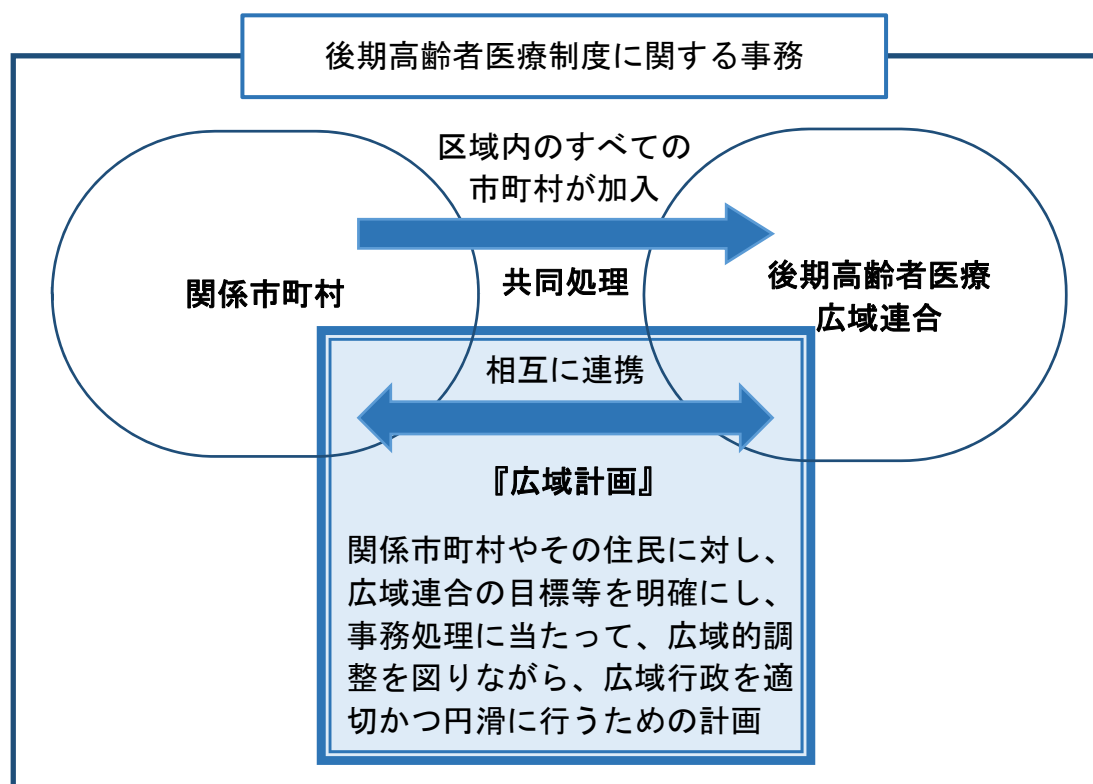 後期高齢者医療制度に関する事務
区域内のすべての
市町村が加入
関係市町村
共同処理
後期高齢者医療
広域連合
相互に連携
『広域計画』
関係市町村やその住民に対し、
広域連合の目標等を明確にし、
事務処理に当たって、広域的調
整を図りながら、広域行政を適
切かつ円滑に行うための計画